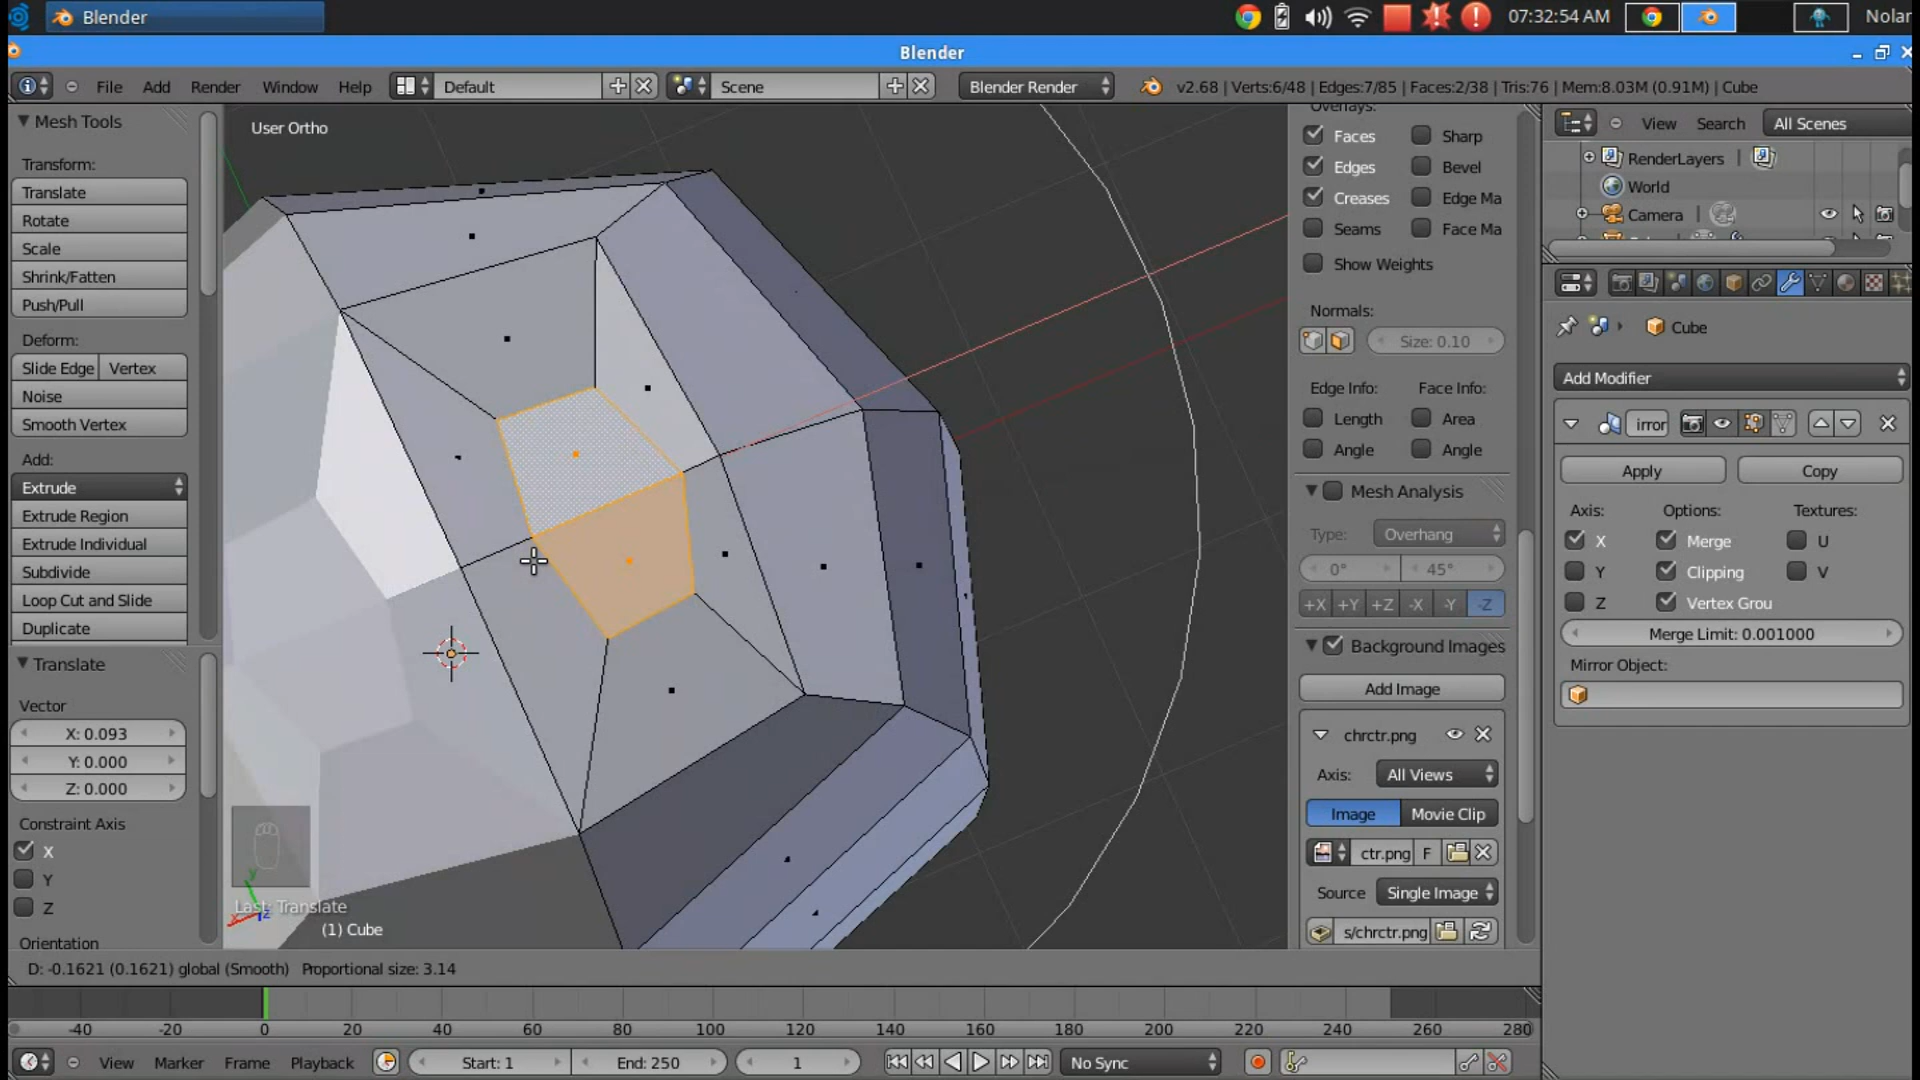 Blender
07:32:54 AM
Nolar
Blender
File Add Render Window Help
Default
Scene
Blender Render
v2.68 | Verts:6/48 | Edges:7/85 | Faces:2/38 | Tris:76 | Mem:8.03M (0.91M) | Cube
Mesh Tools
Transform:
Translate
Rotate
Scale
Shrink/Fatten
Push/Pull
Deform:
Slide Edge Vertex
Noise
Smooth Vertex
Add:
Extrude
Extrude Region
Extrude Individual
Subdivide
Loop Cut and Slide
Duplicate
Translate
Vector
X: 0.093
Y: 0.000
Z: 0.000
Constraint Axis
X
Y
Z
Orientation
User Ortho
Last: Translate
(1) Cube
D: -0.1621 (0.1621) global (Smooth) Proportional size: 3.14
Overlays:
Faces Sharp
Edges Bevel
Creases Edge Ma
Seams Face Ma
Show Weights
Normals:
Size: 0.10
Edge Info: Face Info:
Length Area
Angle Angle
Mesh Analysis
Type: Overhang
0° 45°
+X +Y +Z -X -Y -Z
Background Images
Add Image
chrctr.png
Axis: All Views
Image Movie Clip
ctr.png F
Source Single Image
s/chrctr.png
View Search All Scenes
RenderLayers
World
Camera
Cube
Add Modifier
irror
Apply Copy
Axis: Options: Textures:
X Merge U
Y Clipping V
Z Vertex Grou
Merge Limit: 0.001000
Mirror Object:
-40 -20 0 20 40 60 80 100 120 140 160 180 200 220 240 260 280
View Marker Frame Playback
Start: 1
End: 250
1
No Sync